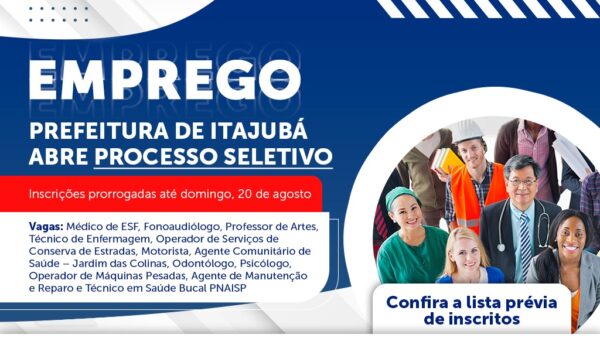 EMPREGO
PREFEITURA DE ITAJUBÁ
ABRE PROCESSO SELETIVO
Inscrições prorrogadas até domingo, 20 de agosto
Vagas: Médico de ESF, Fonoaudiólogo, Professor de Artes,
Técnico de Enfermagem, Operador de Serviços de
Conserva de Estradas, Motorista, Agente Comunitário de
Saúde – Jardim das Colinas, Odontólogo, Psicólogo,
Operador de Máquinas Pesadas, Agente de Manutenção
e Reparo e Técnico em Saúde Bucal PNAISP
Confira a lista prévia
de inscritos